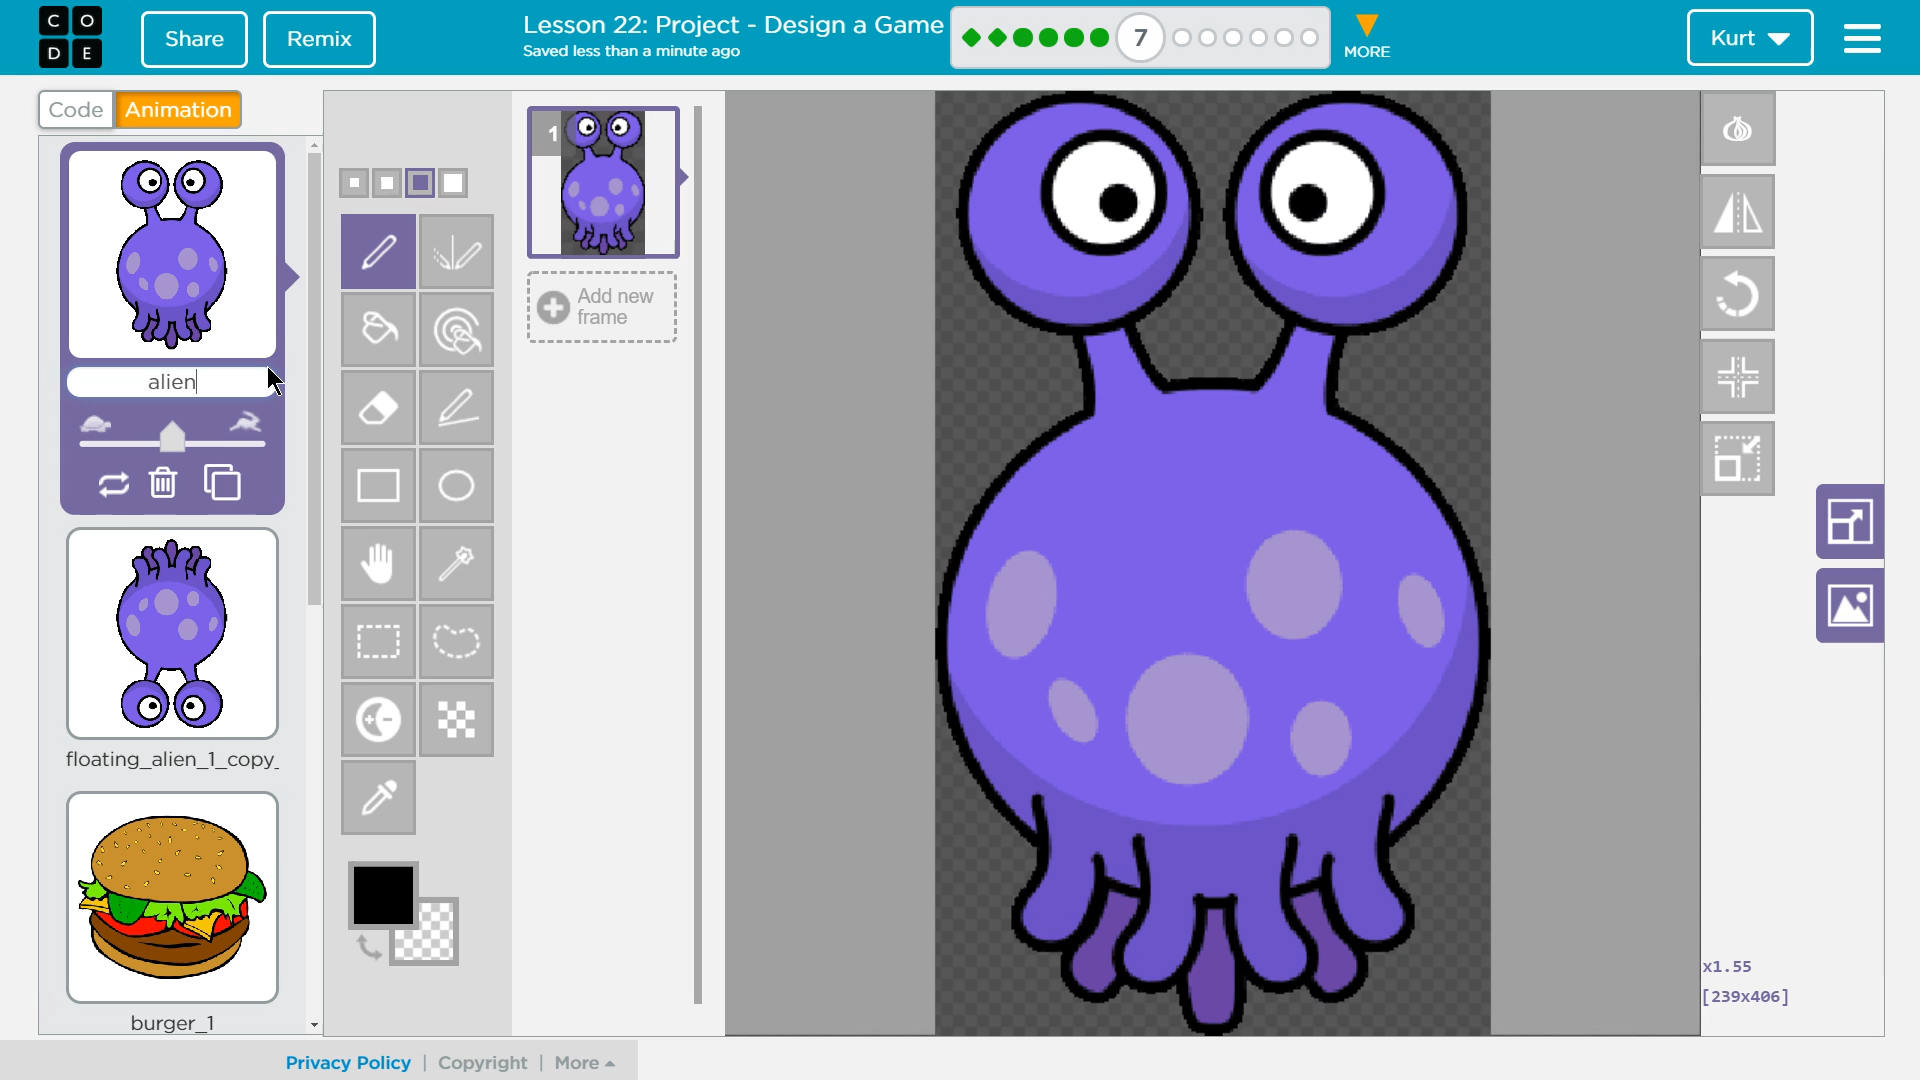 C O
D E
Share
Remix
Lesson 22: Project - Design a Game
Saved less than a minute ago
7
MORE
Kurt
Code
Animation
1
Add new
frame
alien
floating_alien_1_copy_
burger_1
x1.55
[239x406]
Privacy Policy | Copyright | More